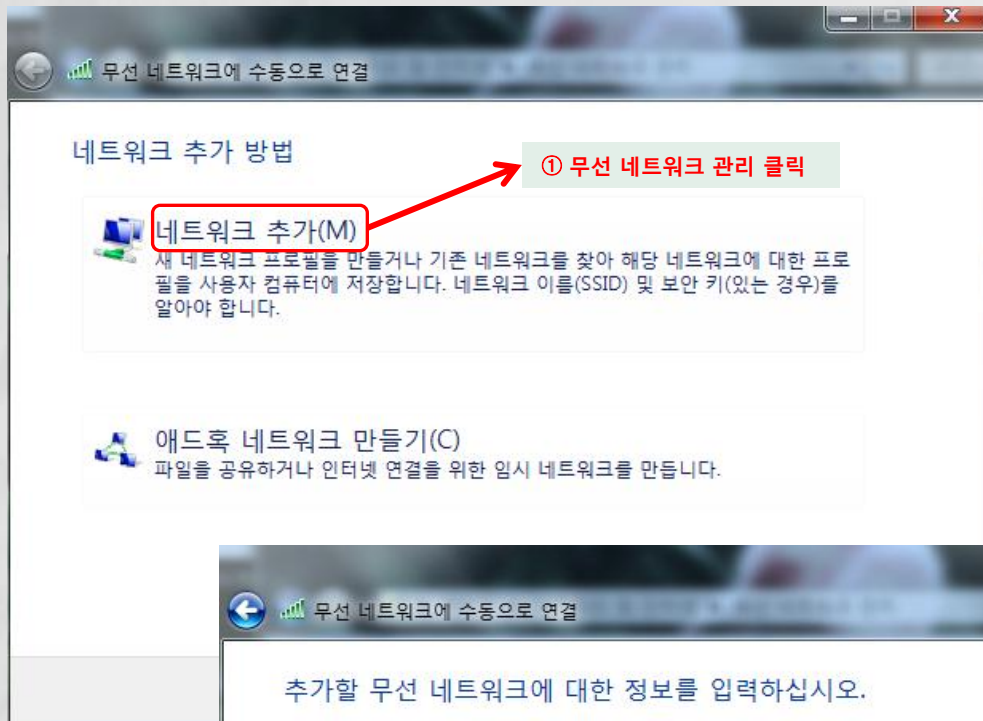 무선 네트워크에 수동으로 연결
네트워크 추가 방법
① 무선 네트워크 관리 클릭
네트워크 추가(M)
새 네트워크 프로필을 만들거나 기존 네트워크를 찾아 해당 네트워크에 대한 프로
필을 사용자 컴퓨터에 저장합니다. 네트워크 이름(SSID) 및 보안 키(있는 경우)를
알아야 합니다.
애드혹 네트워크 만들기(C)
파일을 공유하거나 인터넷 연결을 위한 임시 네트워크를 만듭니다.
무선 네트워크에 수동으로 연결
추가할 무선 네트워크에 대한 정보를 입력하십시오.